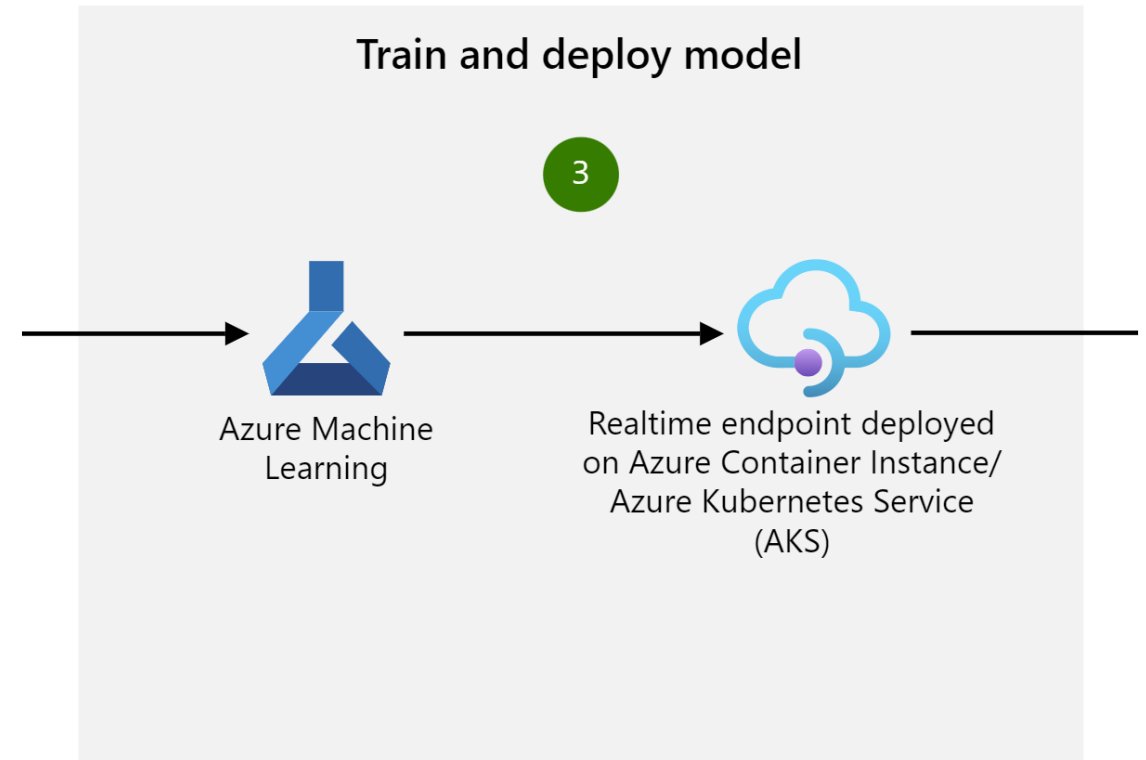 Train and deploy model
3
Azure Machine
Learning
Realtime endpoint deployed
on Azure Container Instance/
Azure Kubernetes Service
(AKS)